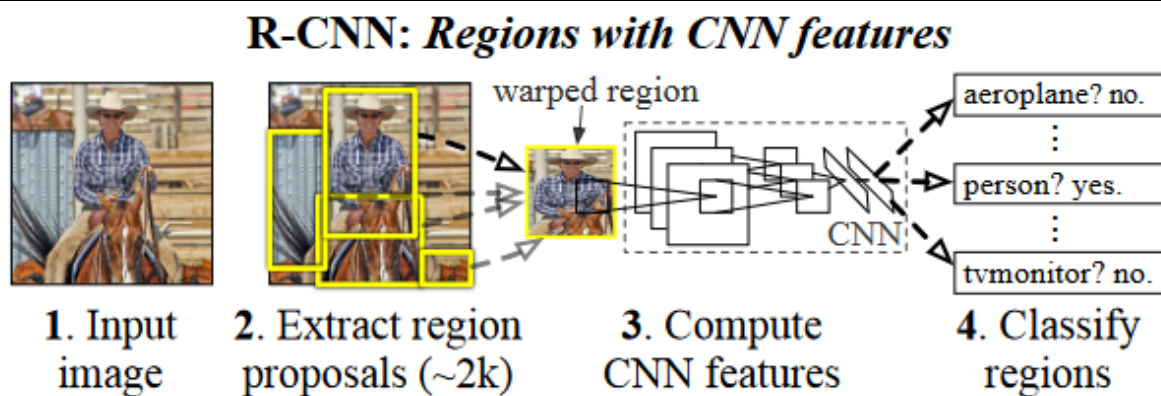 R-CNN: Regions with CNN features
warped region
aeroplane? no.
⋮
person? yes.
⋮
tvmonitor? no.
CNN
1. Input
image
2. Extract region
proposals (~2k)
3. Compute
CNN features
4. Classify
regions